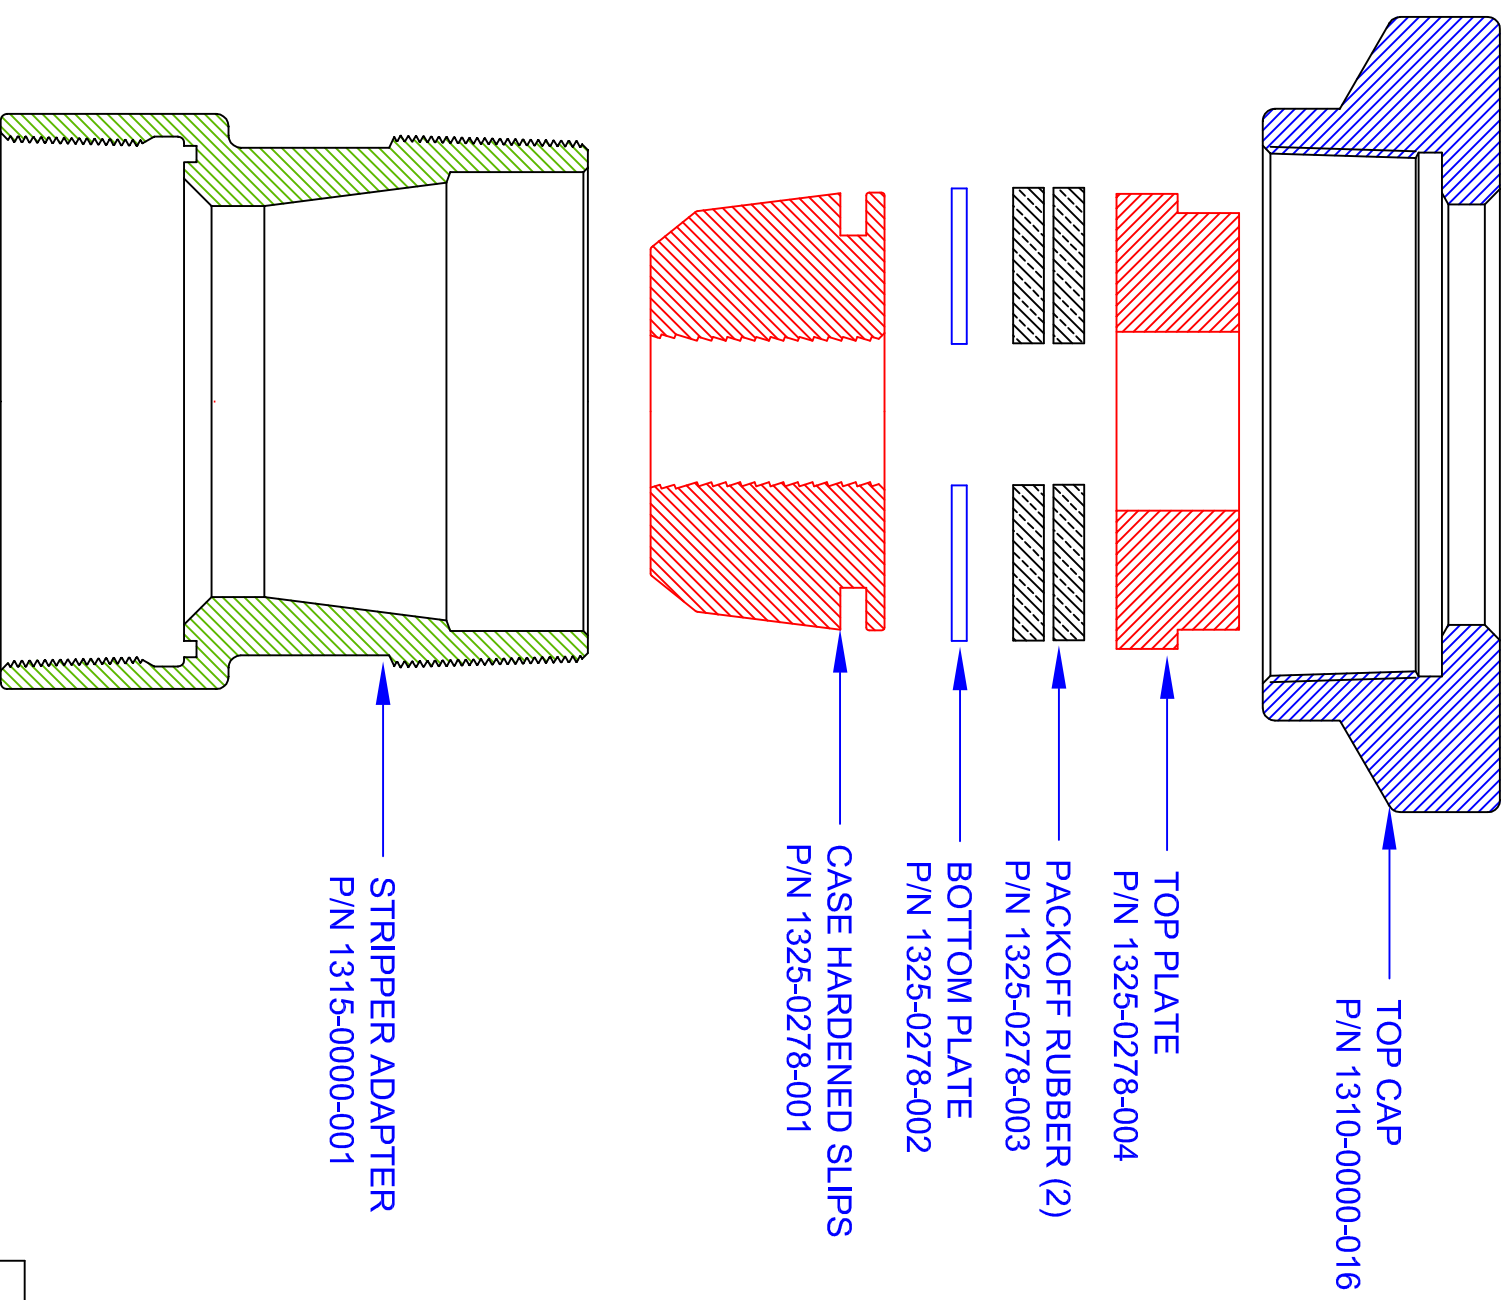 TOP CAP
P/N 1310-0000-016
TOP PLATE
P/N 1325-0278-004
PACKOFF RUBBER (2)
P/N 1325-0278-003
BOTTOM PLATE
P/N 1325-0278-002
CASE HARDENED SLIPS
P/N 1325-0278-001
STRIPPER ADAPTER
P/N 1315-0000-001